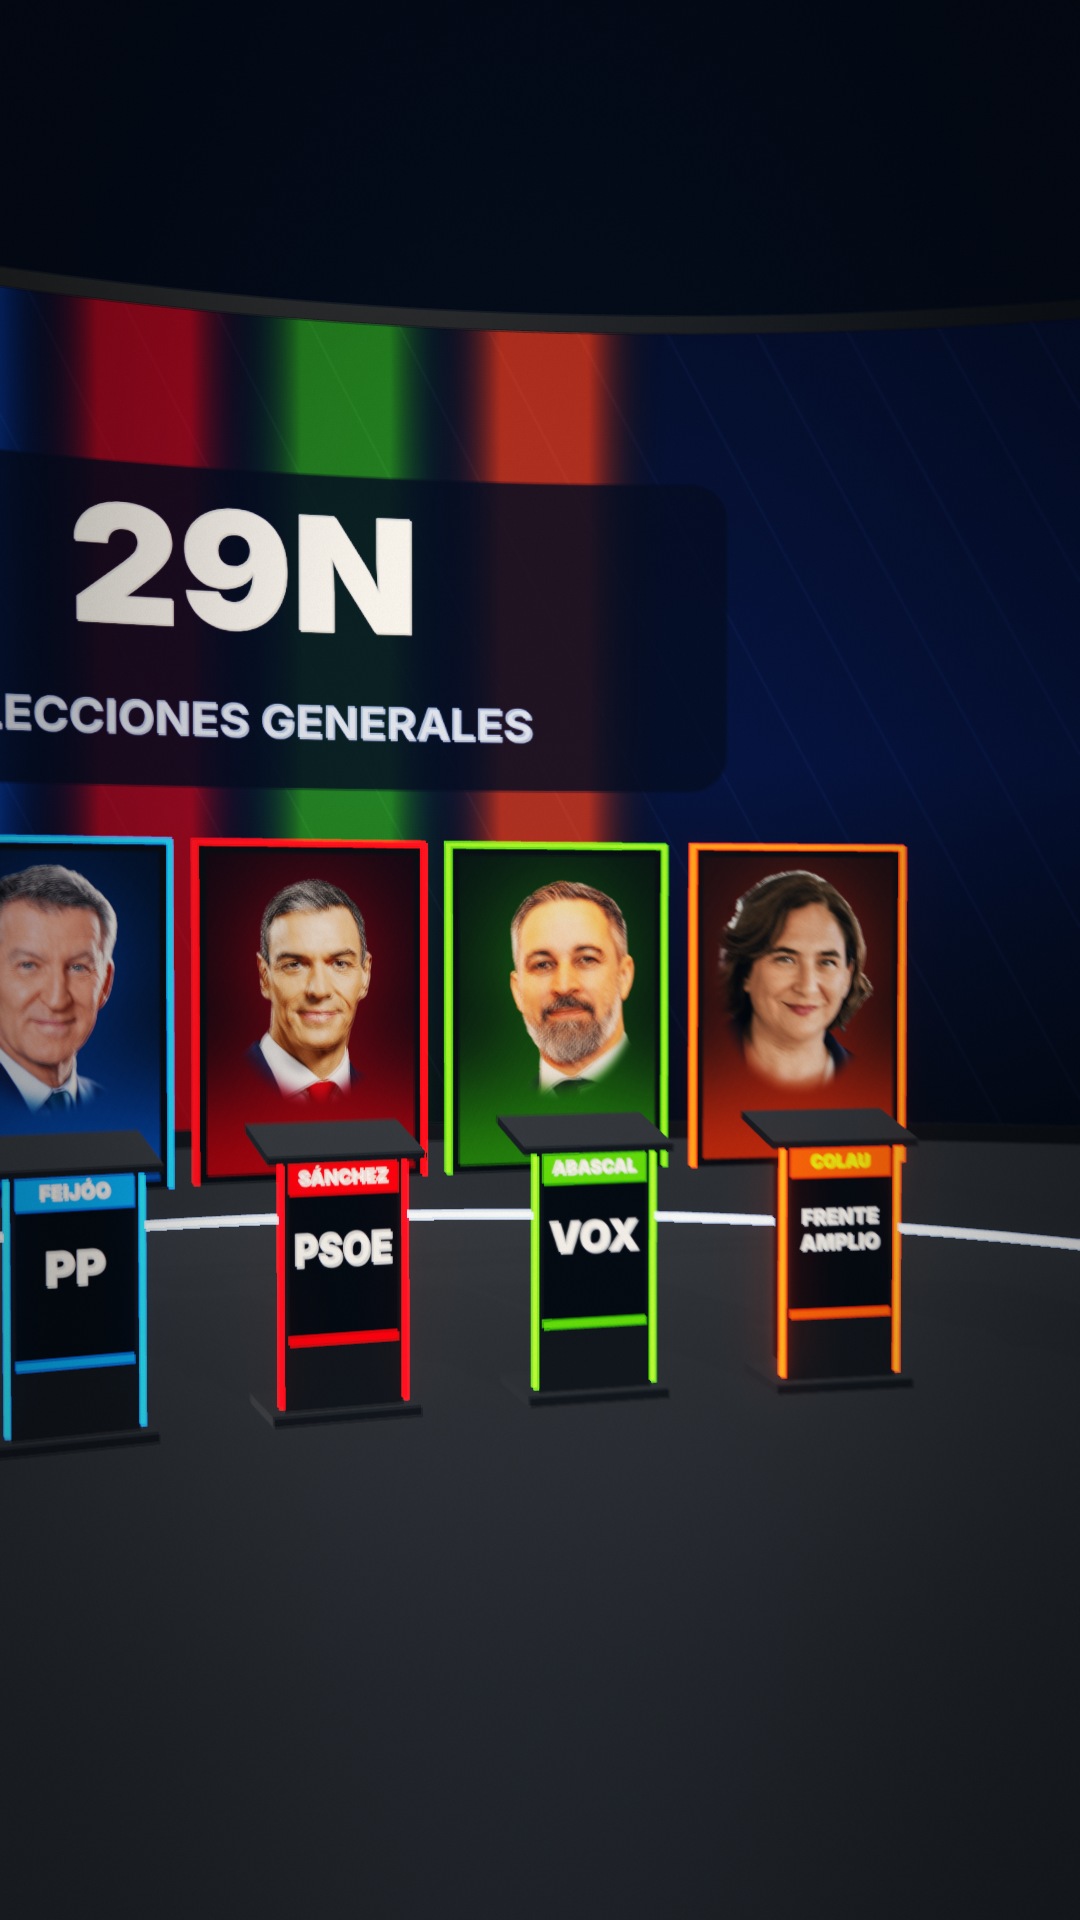 29N
LECCIONES GENERALES
FEIJÓO
PP
SÁNCHEZ
PSOE
ABASCAL
VOX
COLAU
FRENTE
AMPLIO